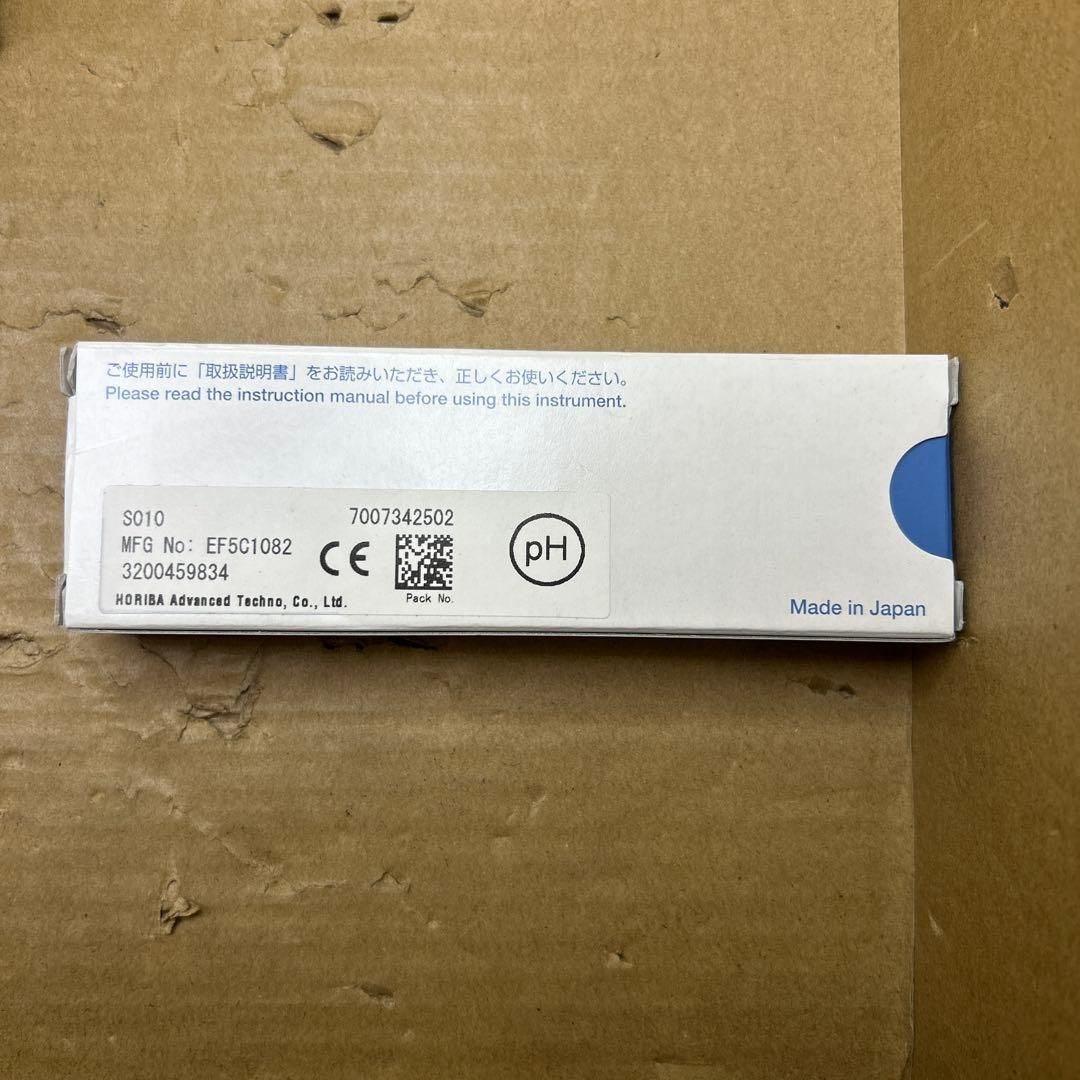 ご使用前に「取扱説明書」をお読みいただき、正しくお使いください。
Please read the instruction manual before using this instrument.
S010 7007342502
MFG No: EF5C1082
3200459834
CE
HORIBA Advanced Techno, Co., Ltd.
Pack No.
pH
Made in Japan